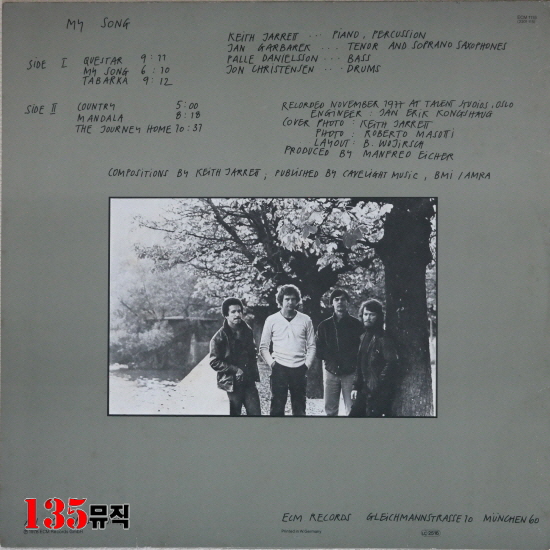 MY SONG
KEITH JARRETT ... PIANO, PERCUSSION
JAN GARBAREK ... TENOR AND SOPRANO SAXOPHONES
PALLE DANIELSSON ... BASS
JON CHRISTENSEN ... DRUMS
SIDE I QUESTAR 9:11
MY SONG 6:10
TABARKA 9:12
SIDE II COUNTRY 5:00
MANDALA 8:18
THE JOURNEY HOME 10:37
RECORDED NOVEMBER 1977 AT TALENT STUDIOS, OSLO
ENGINEER: JAN ERIK KONGSHAUG
COVER PHOTO: KEITH JARRETT
PHOTO: ROBERTO MASOTTI
LAYOUT: B. WOJIRSCH
PRODUCED BY MANFRED EICHER
COMPOSITIONS BY KEITH JARRETT, PUBLISHED BY CAVELIGHT MUSIC, BMI / AMRA
135뮤직
ECM RECORDS GLEICHMANNSTRASSE 10 MÜNCHEN 60